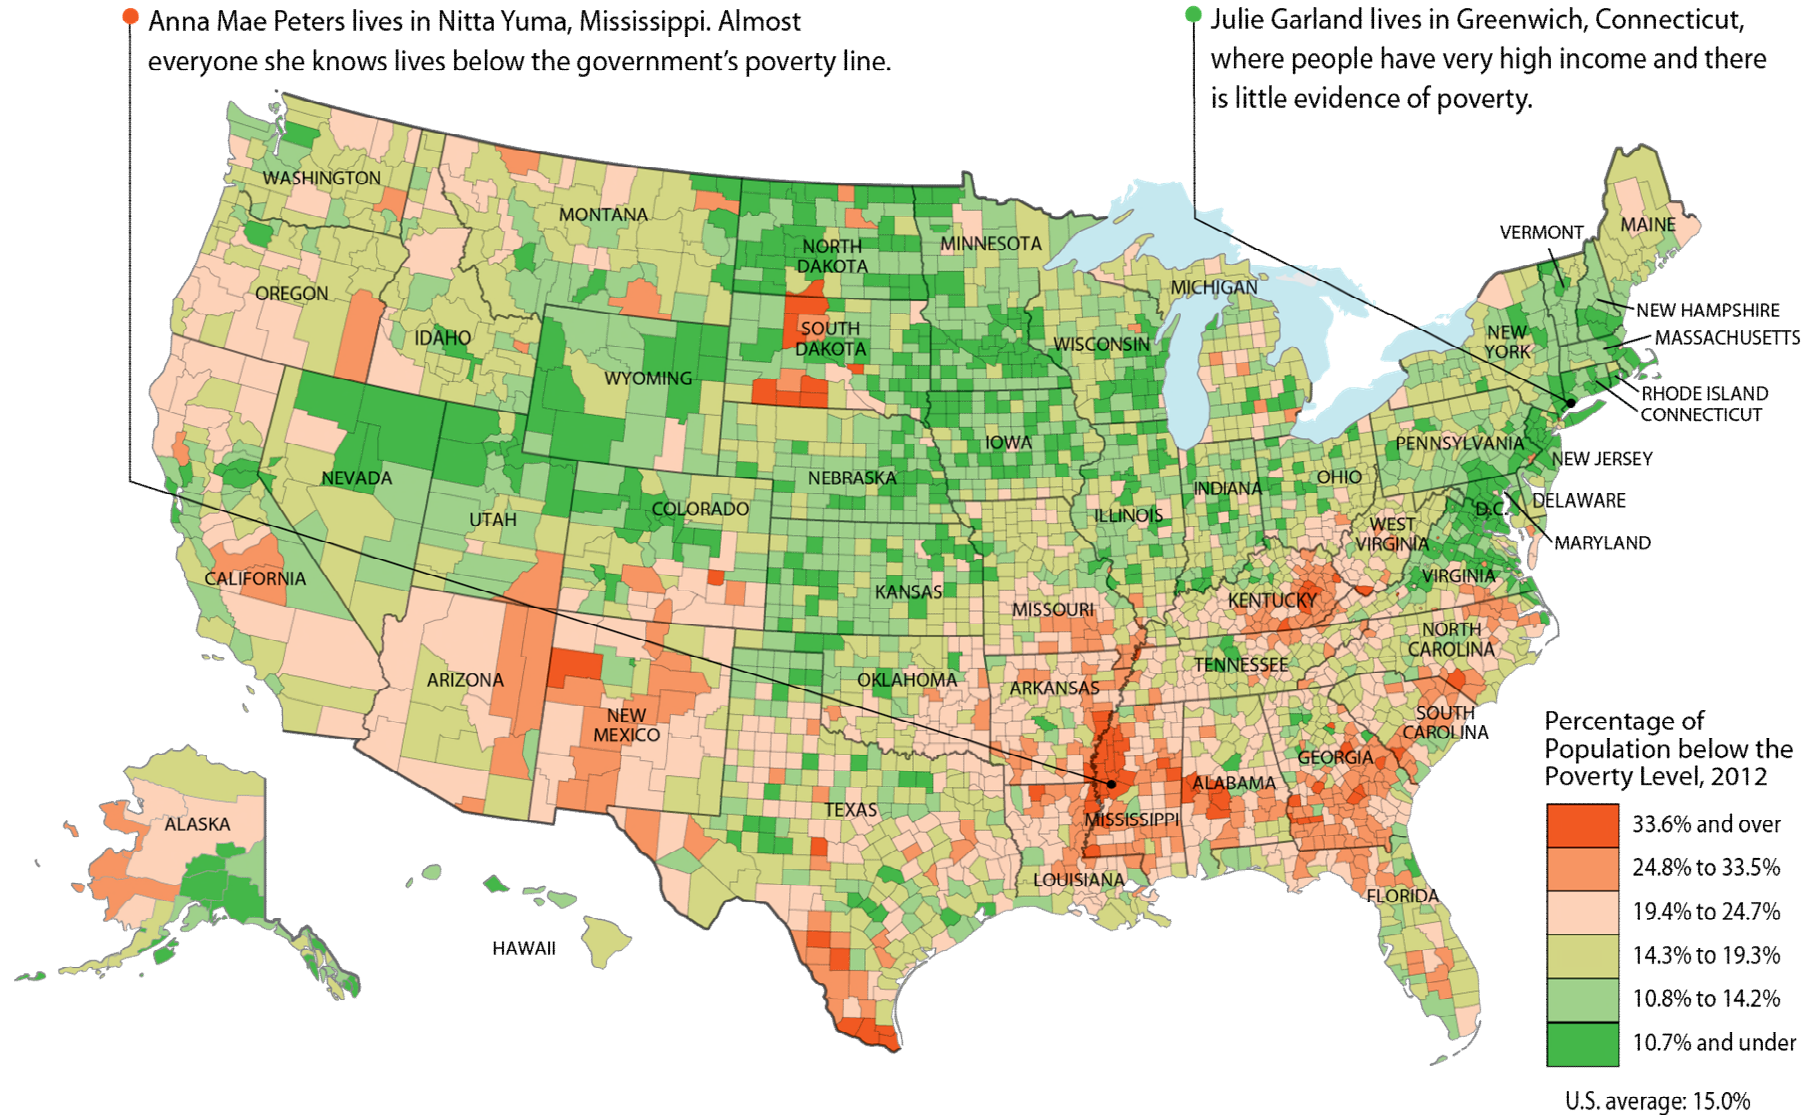 Anna Mae Peters lives in Nitta Yuma, Mississippi. Almost
everyone she knows lives below the government’s poverty line.
Julie Garland lives in Greenwich, Connecticut,
where people have very high income and there
is little evidence of poverty.
WASHINGTON
MONTANA
NORTH
DAKOTA
MINNESOTA
VERMONT
MAINE
OREGON
IDAHO
SOUTH
DAKOTA
WISCONSIN
MICHIGAN
NEW HAMPSHIRE
NEW
YORK
MASSACHUSETTS
WYOMING
RHODE ISLAND
CONNECTICUT
IOWA
PENNSYLVANIA
NEW JERSEY
NEVADA
NEBRASKA
INDIANA
OHIO
UTAH
COLORADO
ILLINOIS
D.C.
DELAWARE
WEST
VIRGINIA
MARYLAND
CALIFORNIA
KANSAS
MISSOURI
KENTUCKY
VIRGINIA
ARIZONA
OKLAHOMA
ARKANSAS
TENNESSEE
NORTH
CAROLINA
NEW
MEXICO
SOUTH
CAROLINA
GEORGIA
ALABAMA
TEXAS
MISSISSIPPI
ALASKA
LOUISIANA
FLORIDA
HAWAII
Percentage of
Population below the
Poverty Level, 2012
33.6% and over
24.8% to 33.5%
19.4% to 24.7%
14.3% to 19.3%
10.8% to 14.2%
10.7% and under
U.S. average: 15.0%